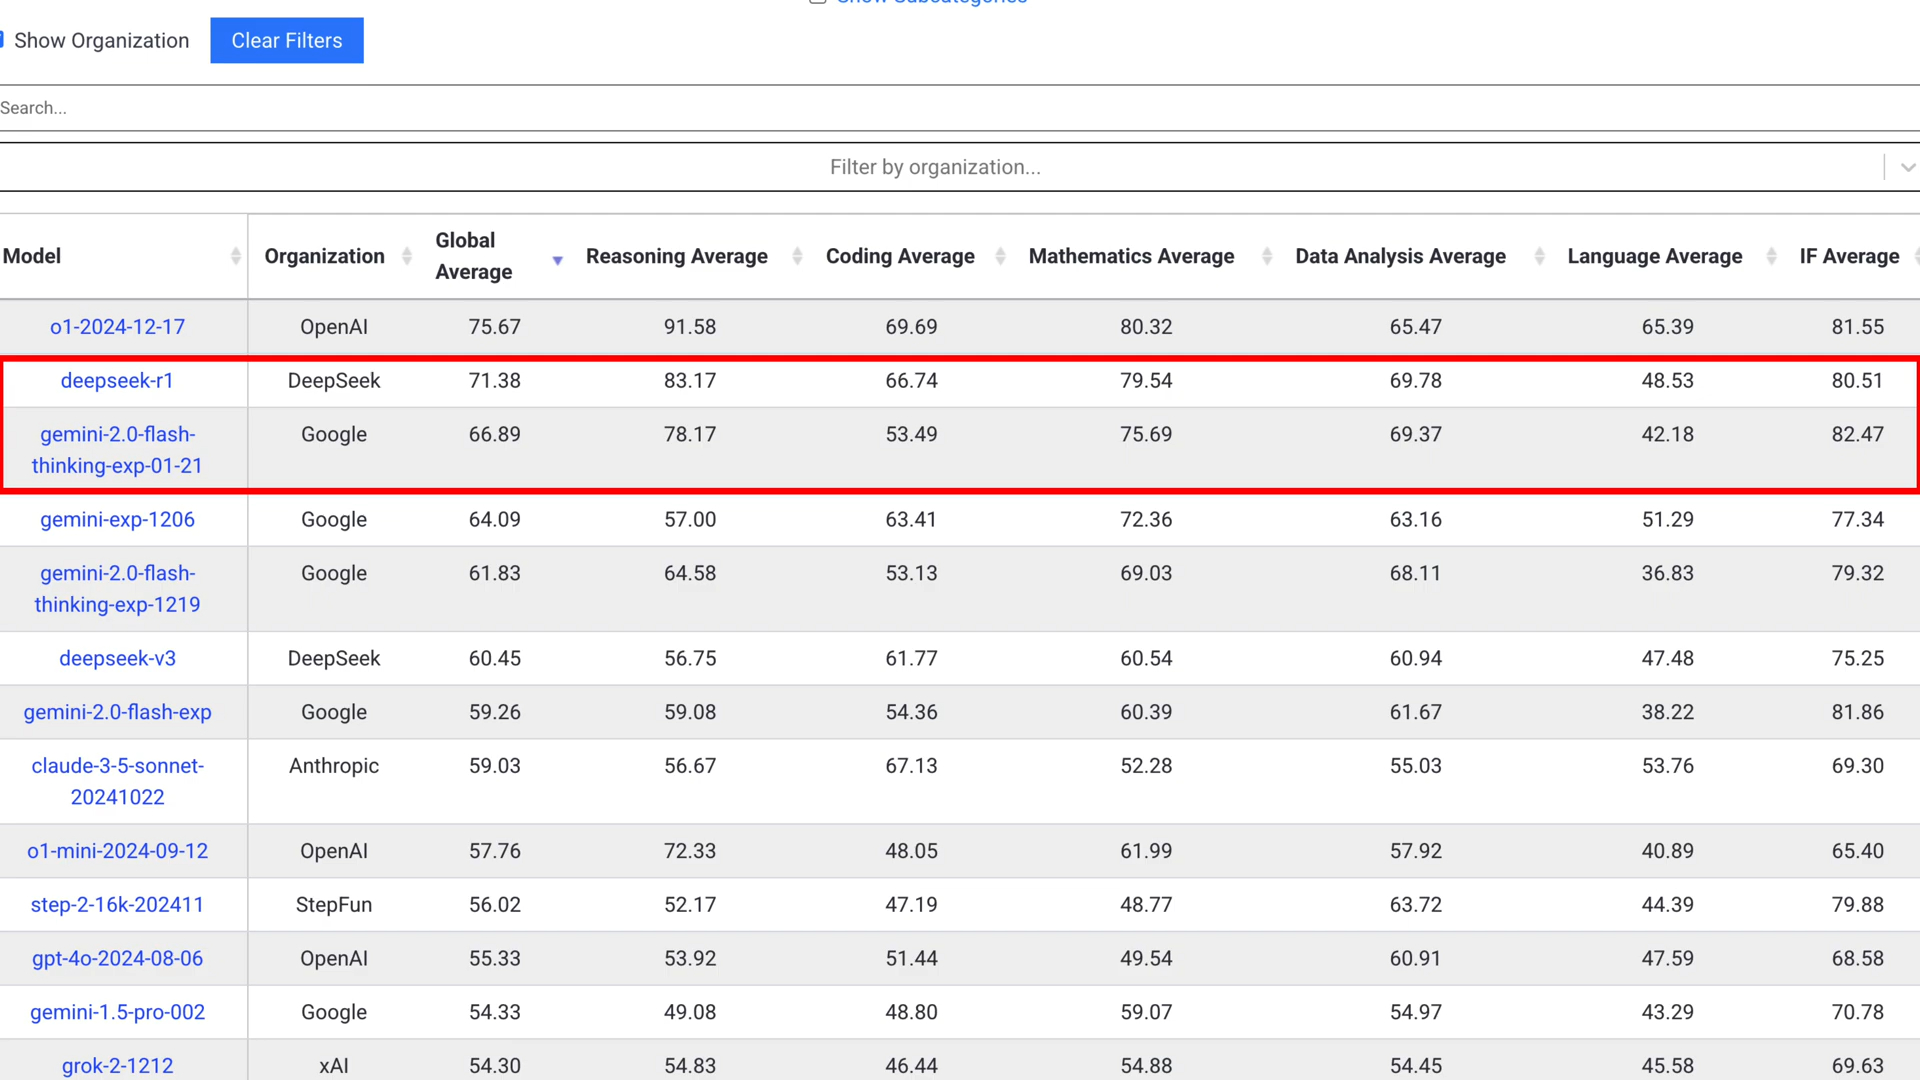 Show Subcategories
Show Organization
Clear Filters
Search...
Filter by organization...
Model Organization Global Average Reasoning Average Coding Average Mathematics Average Data Analysis Average Language Average IF Average
o1-2024-12-17 OpenAI 75.67 91.58 69.69 80.32 65.47 65.39 81.55
deepseek-r1 DeepSeek 71.38 83.17 66.74 79.54 69.78 48.53 80.51
gemini-2.0-flash-thinking-exp-01-21 Google 66.89 78.17 53.49 75.69 69.37 42.18 82.47
gemini-exp-1206 Google 64.09 57.00 63.41 72.36 63.16 51.29 77.34
gemini-2.0-flash-thinking-exp-1219 Google 61.83 64.58 53.13 69.03 68.11 36.83 79.32
deepseek-v3 DeepSeek 60.45 56.75 61.77 60.54 60.94 47.48 75.25
gemini-2.0-flash-exp Google 59.26 59.08 54.36 60.39 61.67 38.22 81.86
claude-3-5-sonnet-20241022 Anthropic 59.03 56.67 67.13 52.28 55.03 53.76 69.30
o1-mini-2024-09-12 OpenAI 57.76 72.33 48.05 61.99 57.92 40.89 65.40
step-2-16k-202411 StepFun 56.02 52.17 47.19 48.77 63.72 44.39 79.88
gpt-4o-2024-08-06 OpenAI 55.33 53.92 51.44 49.54 60.91 47.59 68.58
gemini-1.5-pro-002 Google 54.33 49.08 48.80 59.07 54.97 43.29 70.78
grok-2-1212 xAI 54.30 54.83 46.44 54.88 54.45 45.58 69.63